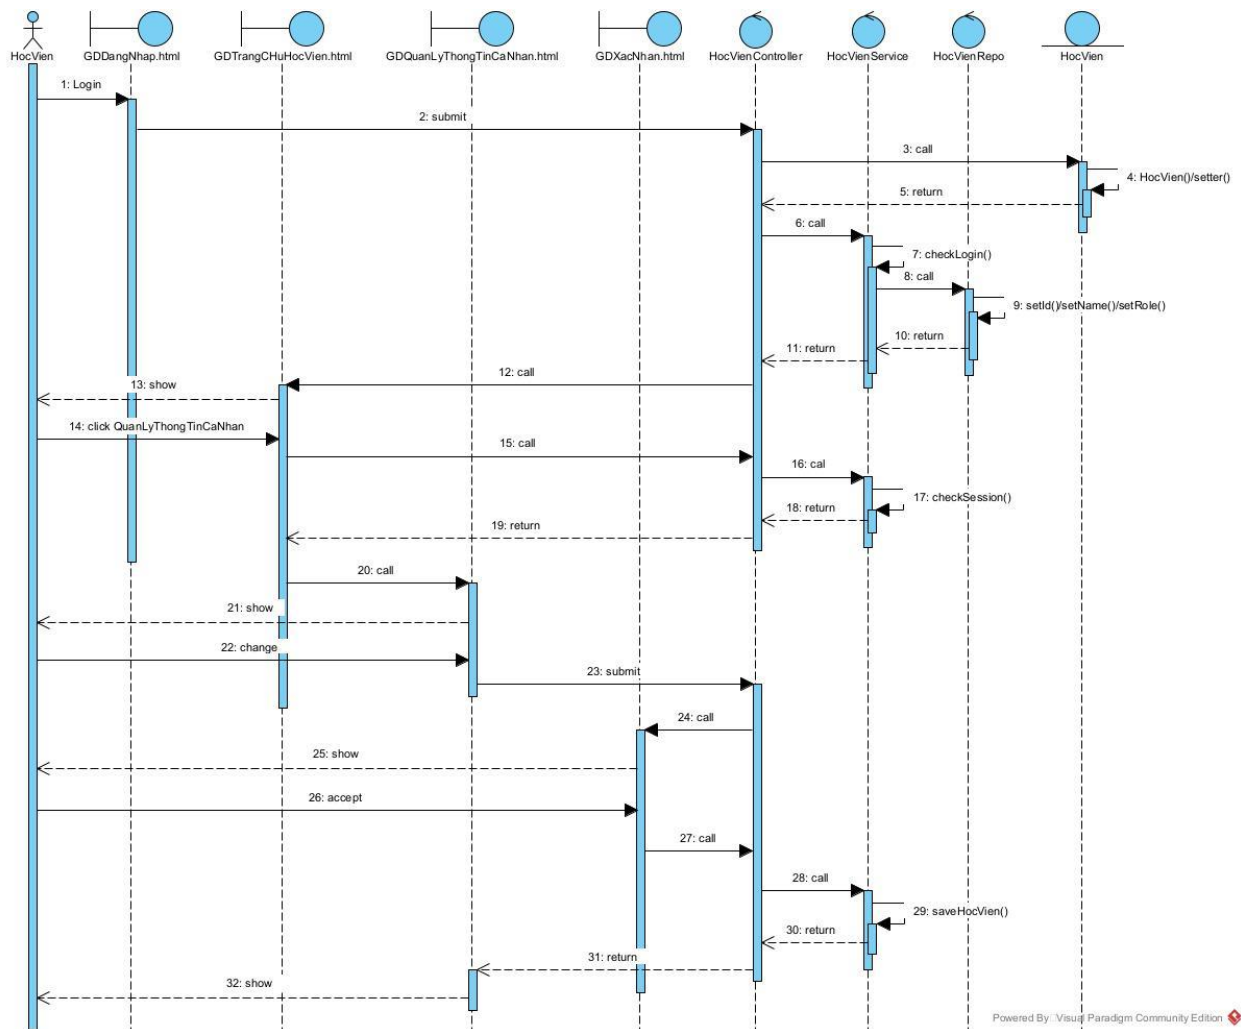 HocVien
GDDangNhap.html
GDTrangCHuHocVien.html
GDQuanLyThongTinCaNhan.html
GDXacNhan.html
HocVienController
HocVienService
HocVienRepo
HocVien
1: Login
2: submit
3: call
4: HocVien()/setter()
5: return
6: call
7: checkLogin()
8: call
9: setId()/setName()/setRole()
10: return
11: return
12: call
13: show
14: click QuanLyThongTinCaNhan
15: call
16: cal
17: checkSession()
18: return
19: return
20: call
21: show
22: change
23: submit
24: call
25: show
26: accept
27: call
28: call
29: saveHocVien()
30: return
31: return
32: show
Powered By Visual Paradigm Community Edition